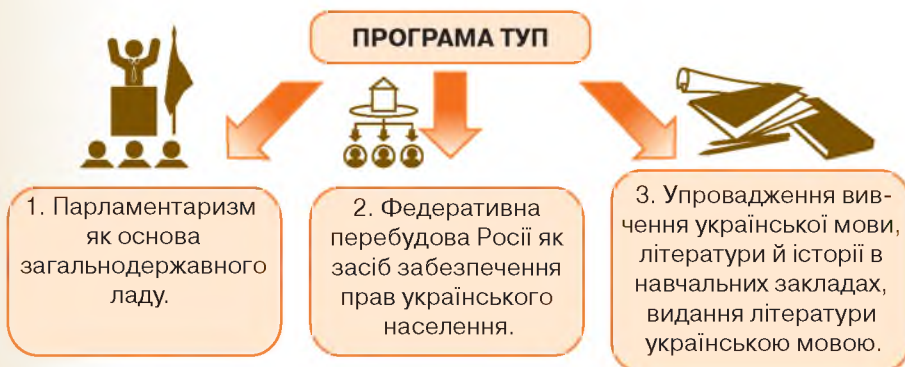 ПРОГРАМА ТУП
1. Парламентаризм
як основа
загальнодержавного
ладу.
2. Федеративна
перебудова Росії як
засіб забезпечення
прав українського
населення.
3. Упровадження вив-
чення української мови,
літератури й історії в
навчальних закладах,
видання літератури
українською мовою.